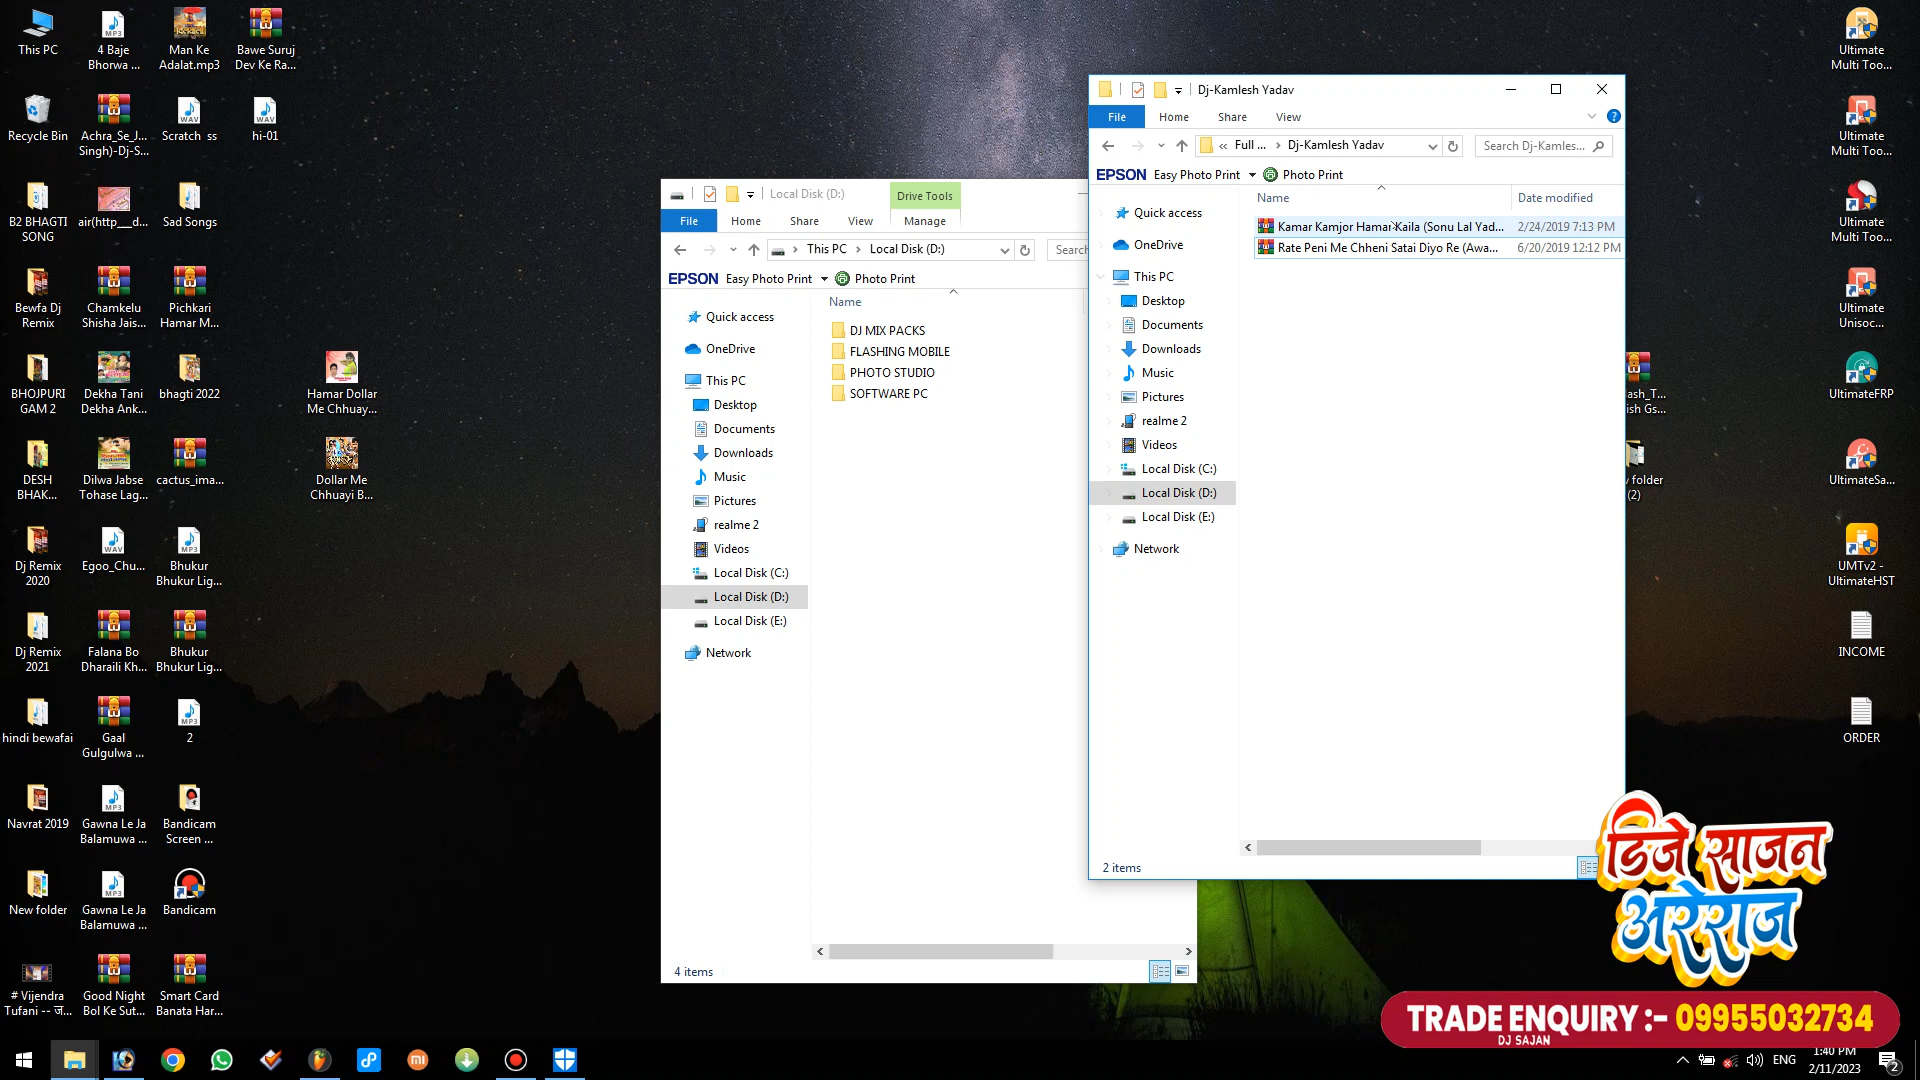 This PC
4 Baje
Bhorwa ...
Man Ke
Adalat.mp3
Bawe Suruj
Dev Ke Ra...
Recycle Bin
Achra_Se_J...
Singh)-Dj-S...
Scratch ss
hi-01
B2 BHAGTI
SONG
air(http__d...
Sad Songs
Bewfa Dj
Remix
Chamkelu
Shisha Jais...
Pichkari
Hamar M...
BHOJPURI
GAM 2
Dekha Tani
Dekha Ank...
bhagti 2022
Hamar Dollar
Me Chhuay...
DESH
BHAK...
Dilwa Jabse
Tohase Lag...
cactus_ima...
Dollar Me
Chhuayi B...
Dj Remix
2020
Egoo_Chu...
Bhukur
Bhukur Lig...
Dj Remix
2021
Falana Bo
Dharaili Kh...
Bhukur
Bhukur Lig...
hindi bewafai
Gaal
Gulgulwa ...
2
Navrat 2019
Gawna Le Ja
Balamuwa ...
Bandicam
Screen ...
New folder
Gawna Le Ja
Balamuwa ...
Bandicam
# Vijendra
Tufani -- ज...
Good Night
Bol Ke Sut...
Smart Card
Banata Har...
Local Disk (D:)
Drive Tools
File Home Share View Manage
This PC > Local Disk (D:)
Search
EPSON Easy Photo Print Photo Print
Name
Quick access
OneDrive
This PC
Desktop
Documents
Downloads
Music
Pictures
realme 2
Videos
Local Disk (C:)
Local Disk (D:)
Local Disk (E:)
Network
DJ MIX PACKS
FLASHING MOBILE
PHOTO STUDIO
SOFTWARE PC
4 items
Dj-Kamlesh Yadav
File Home Share View
« Full ... > Dj-Kamlesh Yadav
Search Dj-Kamles...
EPSON Easy Photo Print Photo Print
Name Date modified
Quick access
OneDrive
This PC
Desktop
Documents
Downloads
Music
Pictures
realme 2
Videos
Local Disk (C:)
Local Disk (D:)
Local Disk (E:)
Network
Kamar Kamjor Hamar Kaila (Sonu Lal Yad... 2/24/2019 7:13 PM
Rate Peni Me Chheni Satai Diyo Re (Awa... 6/20/2019 12:12 PM
2 items
Ultimate
Multi Too...
Ultimate
Multi Too...
Ultimate
Multi Too...
Ultimate
Unisoc...
ash_T...
ish Gs...
UltimateFRP
folder
(2)
UltimateSa...
UMTv2 -
UltimateHST
INCOME
ORDER
डिजे साजन
अरेराज
TRADE ENQUIRY :- 09955032734
DJ SAJAN
ENG
1:40 PM
2/11/2023
2